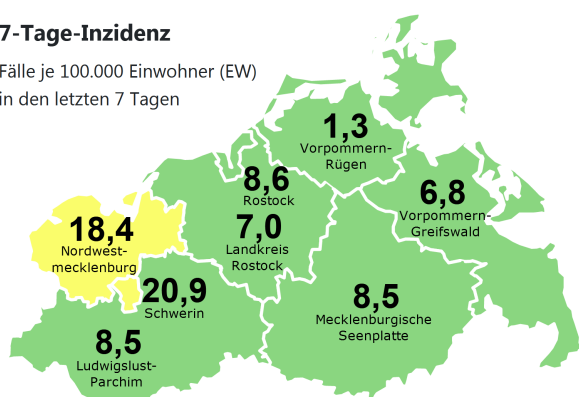 7-Tage-Inzidenz
Fälle je 100.000 Einwohner (EW)
in den letzten 7 Tagen
1,3
Vorpommern-
Rügen
8,6
Rostock
6,8
Vorpommern-
Greifswald
18,4
Nordwest-
mecklenburg
7,0
Landkreis
Rostock
20,9
Schwerin
8,5
Mecklenburgische
Seenplatte
8,5
Ludwigslust-
Parchim